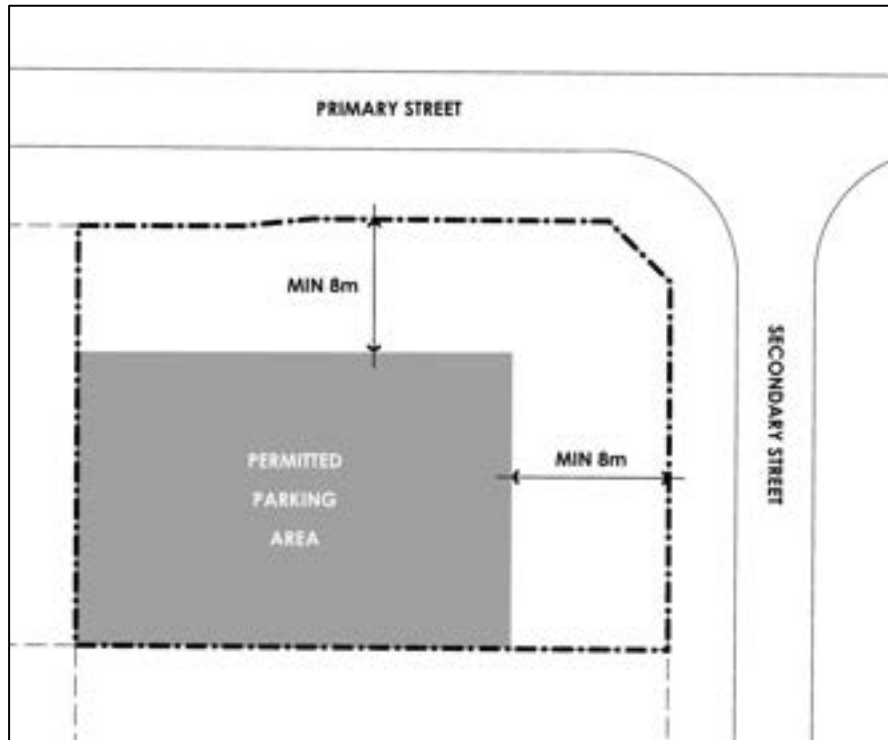 PRIMARY STREET
MIN 8m
SECONDARY STREET
MIN 8m
PERMITTED
PARKING
AREA